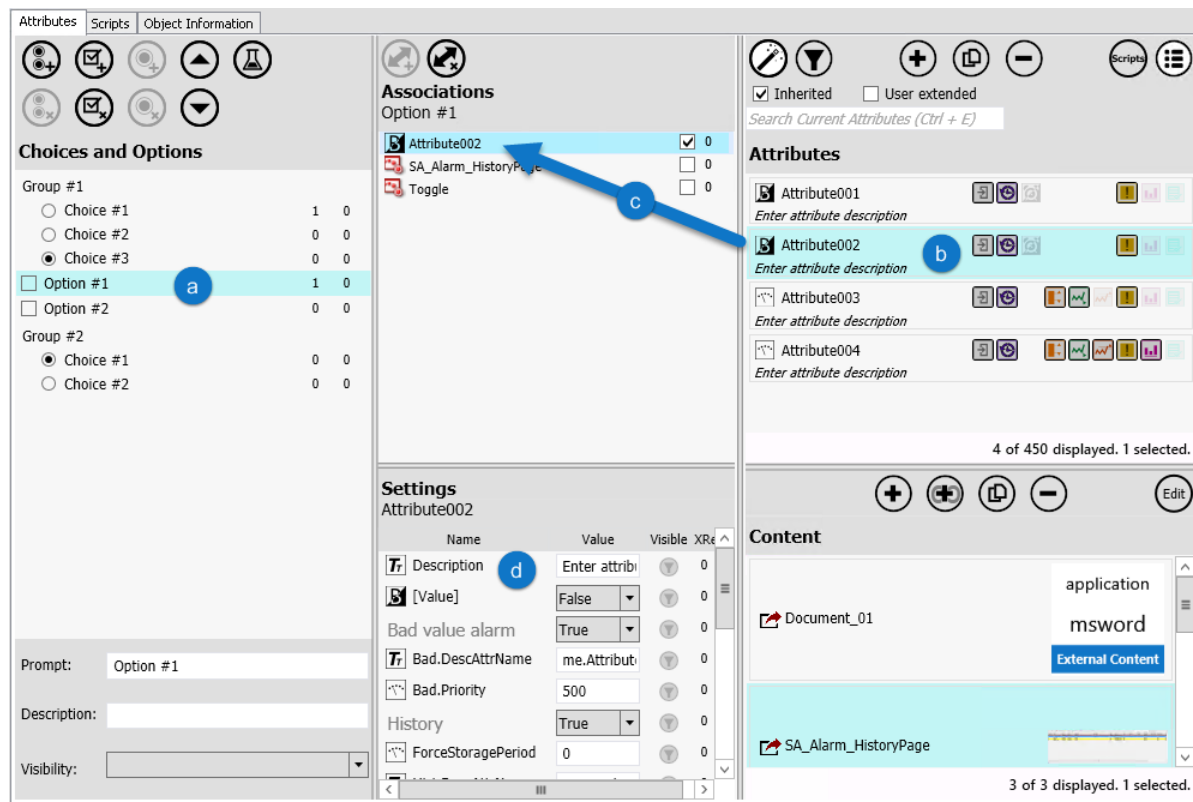 Attributes Scripts Object Information
Choices and Options
Group #1
Choice #1 1 0
Choice #2 0 0
Choice #3 0 0
Option #1 a 1 0
Option #2 0 0
Group #2
Choice #1 0 0
Choice #2 0 0
Prompt: Option #1
Description:
Visibility:
Associations
Option #1
Attribute002 0
SA_Alarm_HistoryPage 0
Toggle 0
c
Settings
Attribute002
Name Value Visible
Description d 0
[Value] False 0
Bad value alarm True 0
Bad.DescAttrName 0
Bad.Priority 500 0
History True 0
ForceStoragePeriod 0 0
Scripts
Inherited User extended
Search Current Attributes (Ctrl + E)
Attributes
Attribute001
Enter attribute description
Attribute002 b
Enter attribute description
Attribute003
Enter attribute description
Attribute004
Enter attribute description
4 of 450 displayed. 1 selected.
Edit
Content
Document_01
application
msword
External Content
SA_Alarm_HistoryPage
3 of 3 displayed. 1 selected.